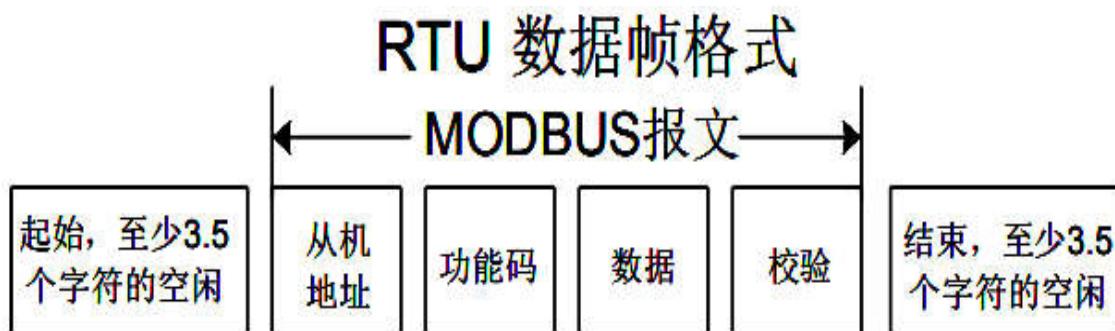 RTU 数据帧格式
MODBUS报文
起始，至少3.5
个字符的空闲
从机
地址
功能码
数据
校验
结束，至少3.5
个字符的空闲